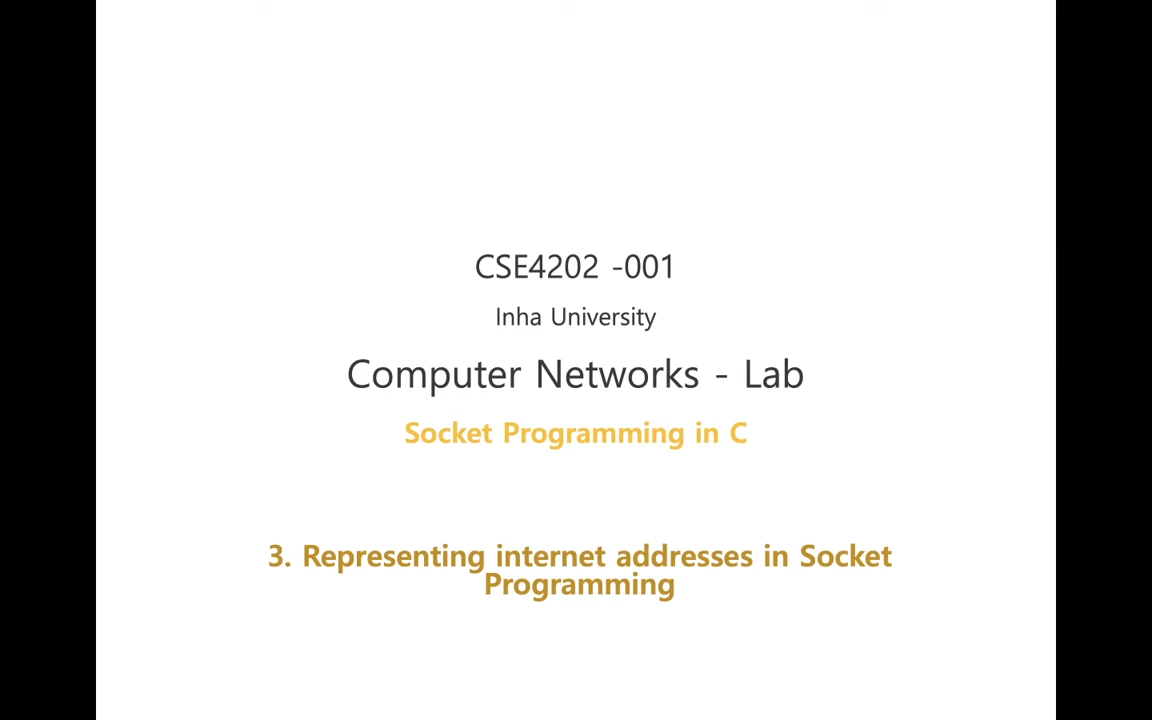 CSE4202 -001
Inha University
Computer Networks - Lab
Socket Programming in C
3. Representing internet addresses in Socket
Programming